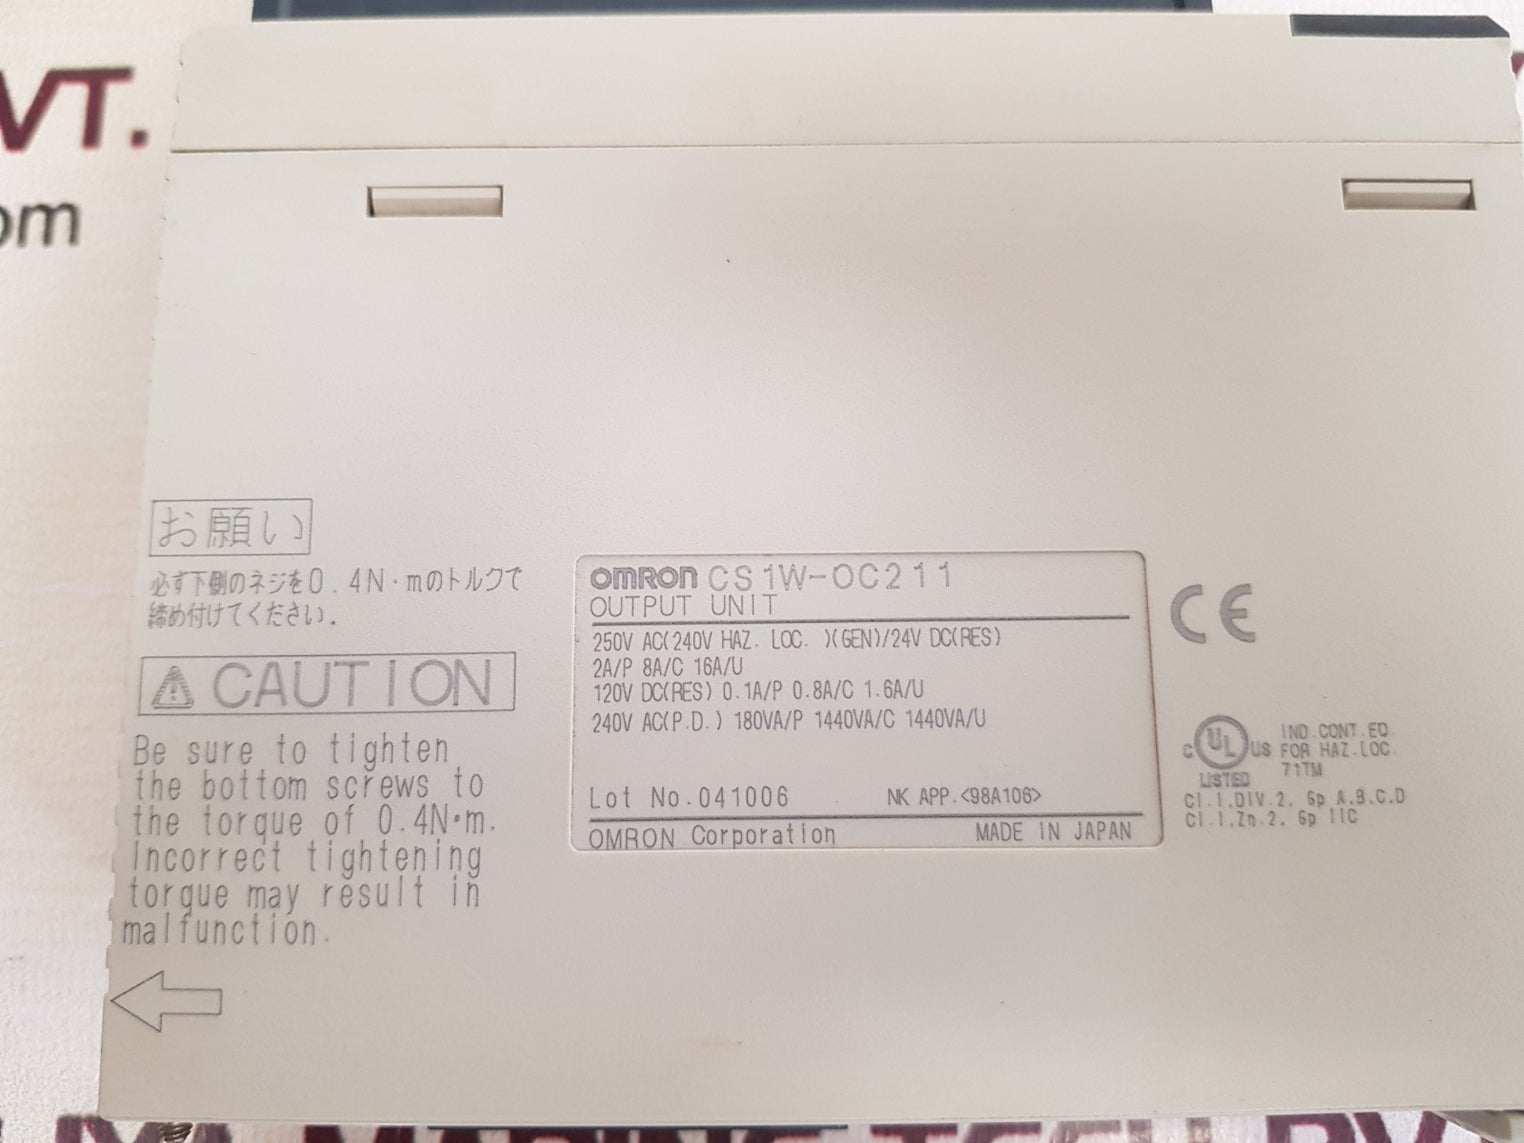 VT.
om
お願い
必ず下側のネジを0.4N・mのトルクで
締め付けてください.
CAUTION
Be sure to tighten
the bottom screws to
the torque of 0.4N•m.
Incorrect tightening
torque may result in
malfunction.
OMRON CS1W-OC211
OUTPUT UNIT
250V AC(240V HAZ. LOC. )(GEN)/24V DC(RES)
2A/P 8A/C 16A/U
120V DC(RES) 0.1A/P 0.8A/C 1.6A/U
240V AC(P.D.) 180VA/P 1440VA/C 1440VA/U
Lot No.041006 NK APP.<98A106>
OMRON Corporation MADE IN JAPAN
CE
C UL US
LISTED
IND.CONT.EQ.
FOR HAZ.LOC.
71TM
Cl.I,DIV.2, Gp A,B,C,D
Cl.I,Zn.2, Gp IIC